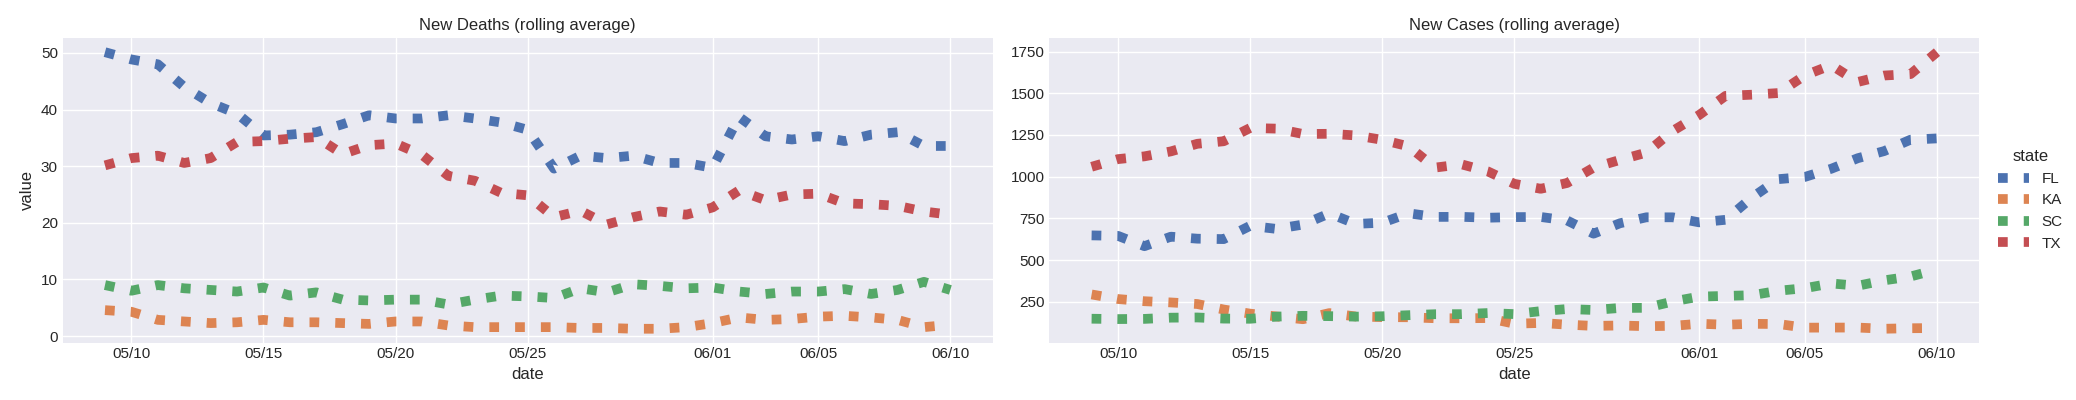 New Deaths (rolling average)
value
50
40
30
20
10
0
05/10 05/15 05/20 05/25 06/01 06/05 06/10
date
New Cases (rolling average)
1750
1500
1250
1000
750
500
250
05/10 05/15 05/20 05/25 06/01 06/05 06/10
date
state
FL
KA
SC
TX